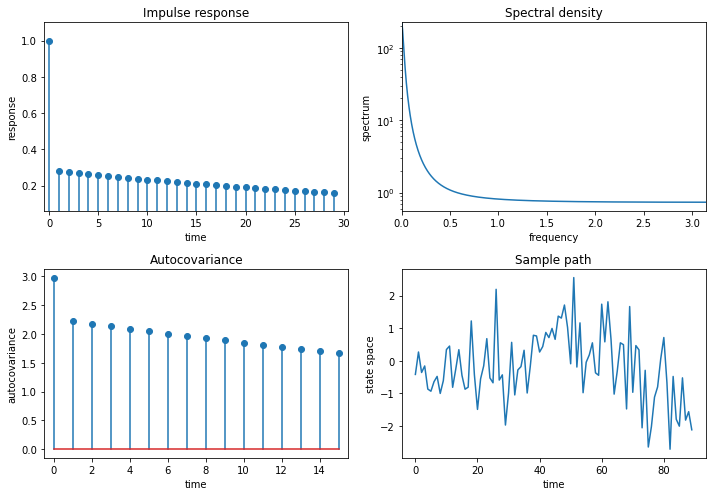 Impulse response
response
1.0
0.8
0.6
0.4
0.2
0 5 10 15 20 25 30
time
Spectral density
spectrum
10²
10¹
10⁰
0.0 0.5 1.0 1.5 2.0 2.5 3.0
frequency
Autocovariance
autocovariance
3.0
2.5
2.0
1.5
1.0
0.5
0.0
0 2 4 6 8 10 12 14
time
Sample path
state space
2
1
0
−1
−2
0 20 40 60 80
time